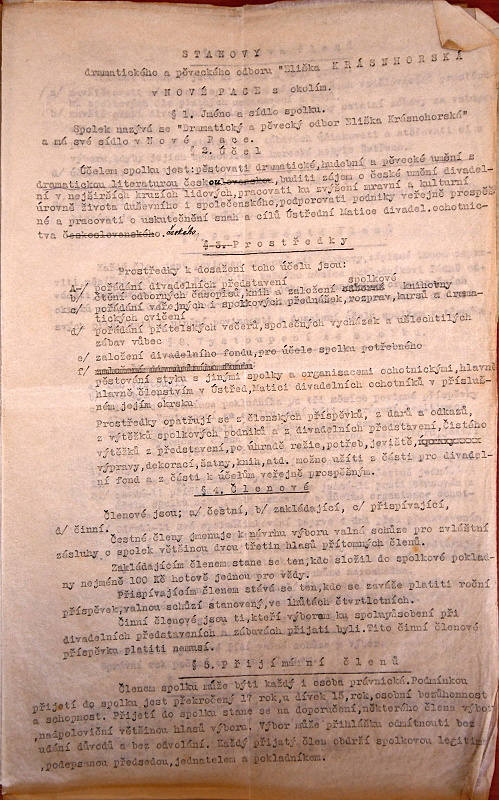 STANOVY
dramatického a pěveckého odboru "Eliška KRÁSNHORSKÁ
v NOVÉ PACE s okolím.
§ 1. Jméno a sídlo spolku.
Spolek nazývá se "Dramatický a pěvecký odbor Eliška Krásnohorská"
a má své sídlo v Nové Pace.
§ 2. Účel
Účelem spolku jest: pěstovati dramatické, hudební a pěvecké umění s
dramatickou literaturou českou, buditi zájem o české umění divadel-
ní v nejširších kruzích lidových, pracovati ku zvýšení mravní a kulturní
úrovně života duševního i společenského, podporovati podniky veřejně prospěš
né a pracovati o uskutečnění snah a cílů Ústřední Matice divadel. ochotnic-
tva československého. českého.
§ 3. Prostředky
Prostředky k dosažení toho účelu jsou:
A-/ pořádání divadelních představení spolkové
b/ čtení odborných časopisů, knih a založení knihovny
c/ pořádání veřejných i spolkových přednášek, rozprav, kursů a drama-
tických cvičení
d/ pořádání přátelských večerů, společných vycházek a ušlechtilých
zábav vůbec
e/ založení divadelního fondu, pro účele spolku potřebného
f/
pěstování styku s jinými spolky a organisacemi ochotnickými, hlavně
hlavně členstvím v Ústřed. Matici divadelních ochotníků v přísluš-
ném jejím okrsku
Prostředky opatřují se z členských příspěvků, z darů a odkazů,
z výtěžků spolkových podniků a z divadelních představení, čistého
výtěžků z představení, po úhradě režie, potřeb, jeviště,
výpravy, dekorací, šatny, knih, atd. možno užíti z části pro divadel-
ní fond a z části k účelům veřejně prospěšným.
§ 4. Členové
Členové jsou; a/ čestní, b/ zakládající, c/ přispívající,
d/ činní.
Čestné členy jmenuje k návrhu výboru valná schůze pro zvláštní
zásluhy o spolek většinou dvou třetin hlasů přítomných členů.
Zakládajícím členem stane se ten, kdo složil do spolkové poklad-
ny nejméně 100 Kč hotově jednou pro vždy.
Přispívajícím členem stává se ten, kdo se zaváže platiti roční
příspěvek, valnou schůzí stanovený, ve lhůtách čtvrtletních.
Činní členové jsou ti, kteří výborem ku spolupůsobení při
divadelních představeních a zábavách přijati byli. Tito činní členové
příspěvku platiti nemusí.
§ 5. Přijímání členů
Členem spolku může býti každý i osoba právnická. Podmínkou
přijetí do spolku jest překročený 17 rok, u dívek 15, rok, osobní bezúhonnost
a schopnost. Přijetí do spolku stane se na doporučení, některého člena výboru
, nadpoloviční většinou hlasů výboru. Výbor může přihlášku odmítnouti bez
udání důvodů a bez odvolání. Každý přijatý člen obdrží spolkovou legitim
, podepsanou předsedou, jednatelem a pokladníkem.